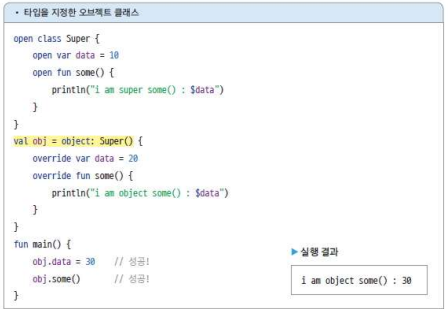 • 타입을 지정한 오브젝트 클래스
open class Super {
    open var data = 10
    open fun some() {
        println("i am super some() : $data")
    }
}
val obj = object: Super() {
    override var data = 20
    override fun some() {
        println("i am object some() : $data")
    }
}
fun main() {
    obj.data = 30    // 성공!
    obj.some()       // 성공!
}
▶ 실행 결과
i am object some() : 30